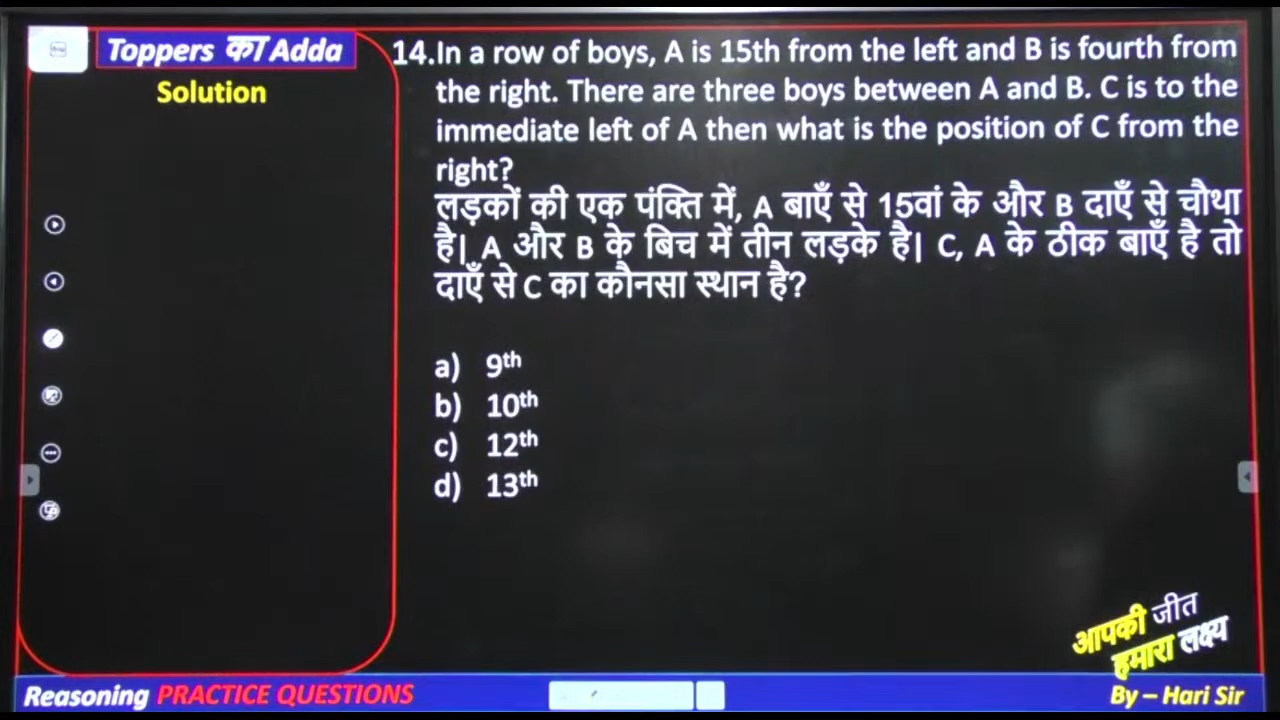 Toppers का Adda
Solution
14.In a row of boys, A is 15th from the left and B is fourth from
the right. There are three boys between A and B. C is to the
immediate left of A then what is the position of C from the
right?
लड़कों की एक पंक्ति में, A बाएँ से 15वां के और B दाएँ से चौथा
है| A और B के बिच में तीन लड़के है| C, A के ठीक बाएँ है तो
दाएँ से C का कौनसा स्थान है?
a) 9th
b) 10th
c) 12th
d) 13th
आपकी जीत
हमारा लक्ष्य
Reasoning PRACTICE QUESTIONS
By – Hari Sir